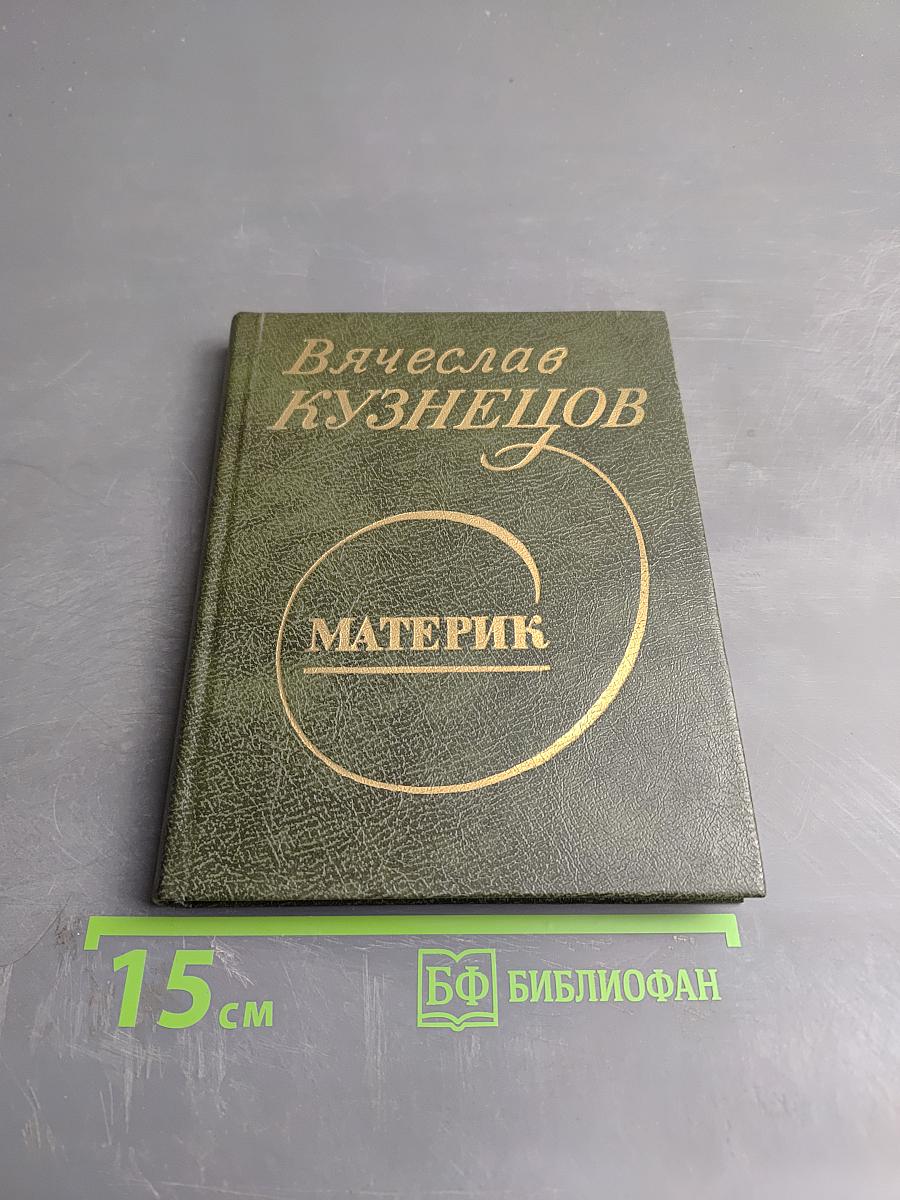 Вячеслав
КУЗНЕЦОВ
МАТЕРИК
15 см
БФ БИБЛИОФАН